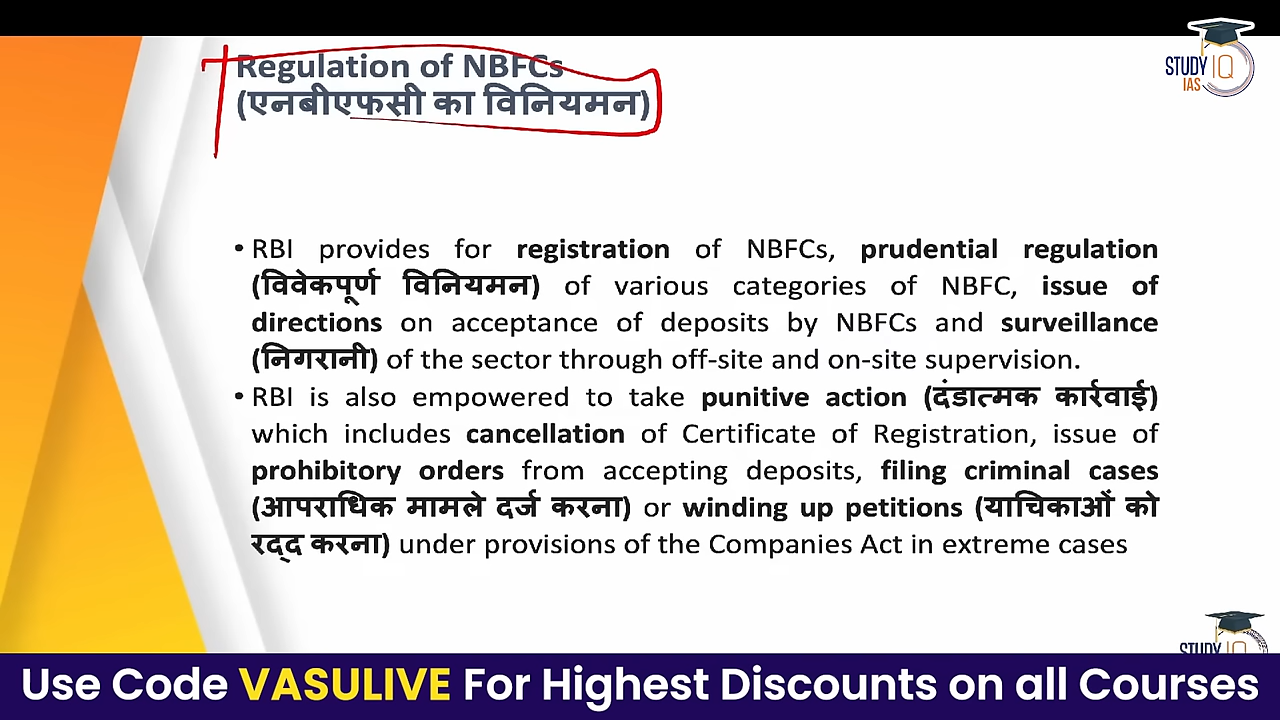 Regulation of NBFCs
(एनबीएफसी का विनियमन)
STUDY IQ
IAS
• RBI provides for registration of NBFCs, prudential regulation
(विवेकपूर्ण विनियमन) of various categories of NBFC, issue of
directions on acceptance of deposits by NBFCs and surveillance
(निगरानी) of the sector through off-site and on-site supervision.
• RBI is also empowered to take punitive action (दंडात्मक कार्रवाई)
which includes cancellation of Certificate of Registration, issue of
prohibitory orders from accepting deposits, filing criminal cases
(आपराधिक मामले दर्ज करना) or winding up petitions (याचिकाओं को
रद्द करना) under provisions of the Companies Act in extreme cases
STUDY IQ
Use Code VASULIVE For Highest Discounts on all Courses